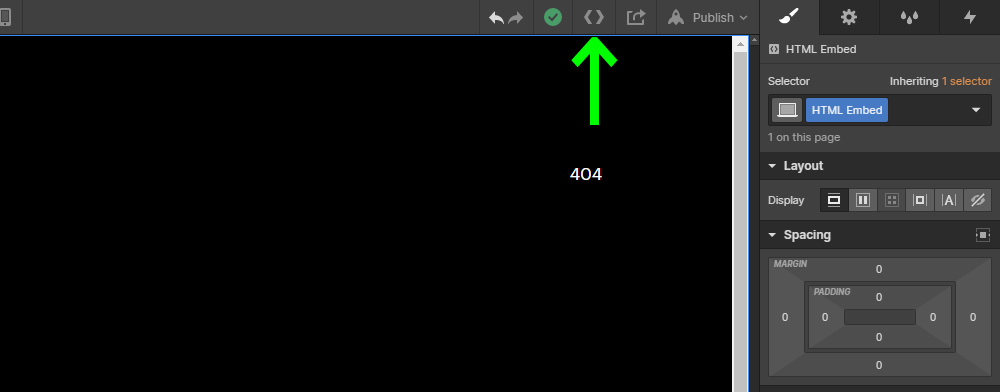 Publish
HTML Embed
Selector
Inheriting 1 selector
HTML Embed
1 on this page
404
Layout
Display
A
Spacing
MARGIN
0
PADDING
0
0 0 0 0
0
0